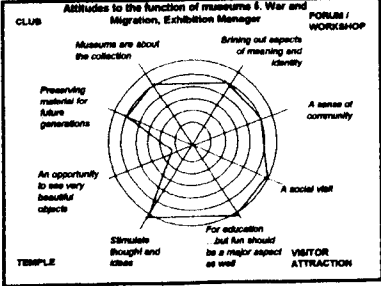 Attitudes to the function of museums 6. War and
Migration, Exhibition Manager
CLUB
FORUM /
WORKSHOP
Museums are about
the collection
Brining out aspects
of meaning and
identity
Preserving
material for
future
generations
A sense of
community
An opportunity
to see very
beautiful
objects
A social visit
Stimulate
thought and
ideas
For education
...but fun should
be a major aspect
as well
TEMPLE
VISITOR
ATTRACTION